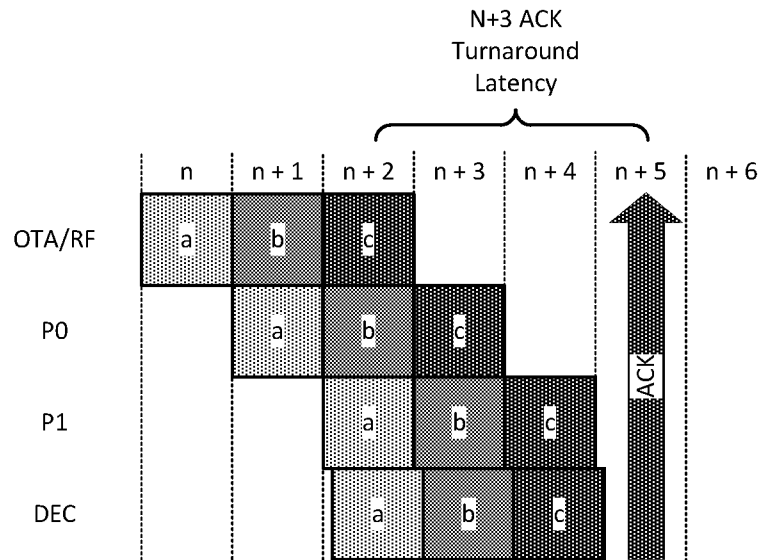 N+3 ACK
Turnaround
Latency
n
n + 1
n + 2
n + 3
n + 4
n + 5
n + 6
OTA/RF
a
b
c
P0
a
b
c
P1
a
b
c
DEC
a
b
c
ACK